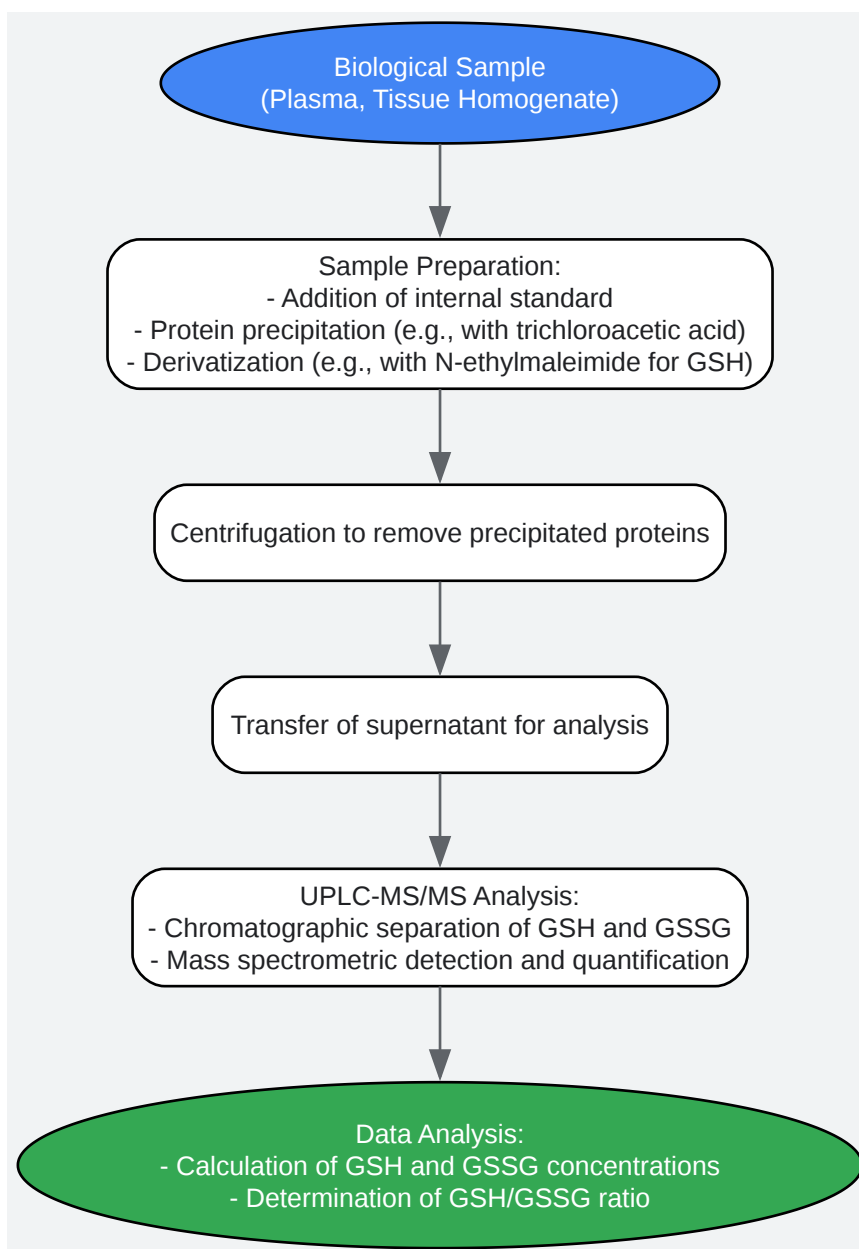 Biological Sample
(Plasma, Tissue Homogenate)
Sample Preparation:
- Addition of internal standard
- Protein precipitation (e.g., with trichloroacetic acid)
- Derivatization (e.g., with N-ethylmaleimide for GSH)
Centrifugation to remove precipitated proteins
Transfer of supernatant for analysis
UPLC-MS/MS Analysis:
- Chromatographic separation of GSH and GSSG
- Mass spectrometric detection and quantification
Data Analysis:
- Calculation of GSH and GSSG concentrations
- Determination of GSH/GSSG ratio